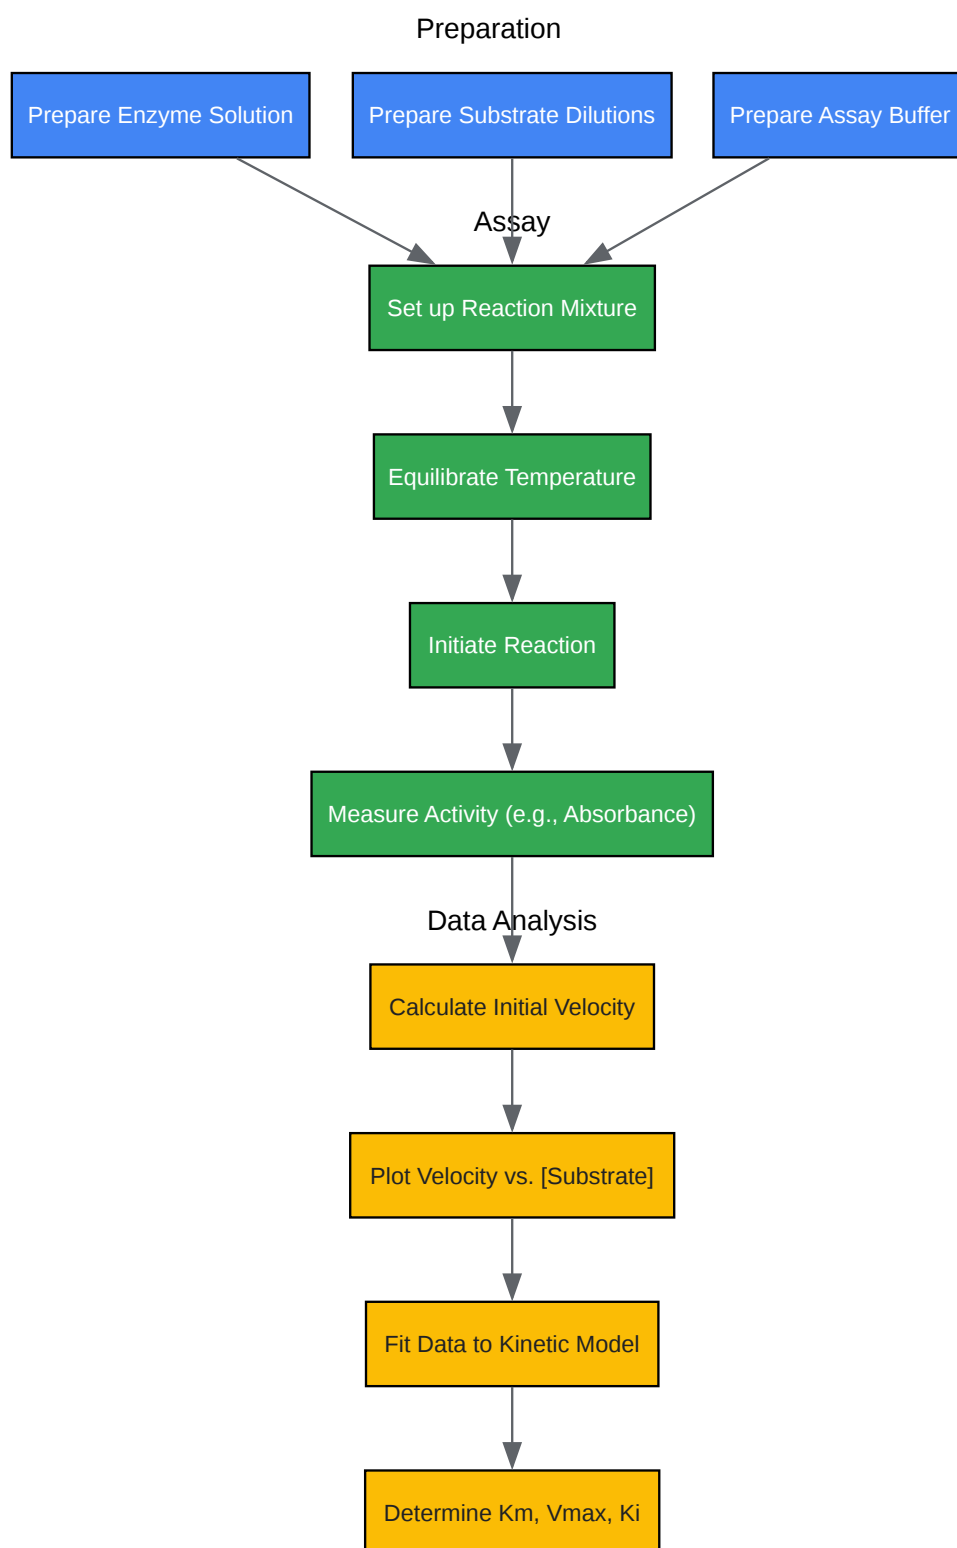 Preparation
Prepare Enzyme Solution
Prepare Substrate Dilutions
Prepare Assay Buffer
Assay
Set up Reaction Mixture
Equilibrate Temperature
Initiate Reaction
Measure Activity (e.g., Absorbance)
Data Analysis
Calculate Initial Velocity
Plot Velocity vs. [Substrate]
Fit Data to Kinetic Model
Determine Km, Vmax, Ki